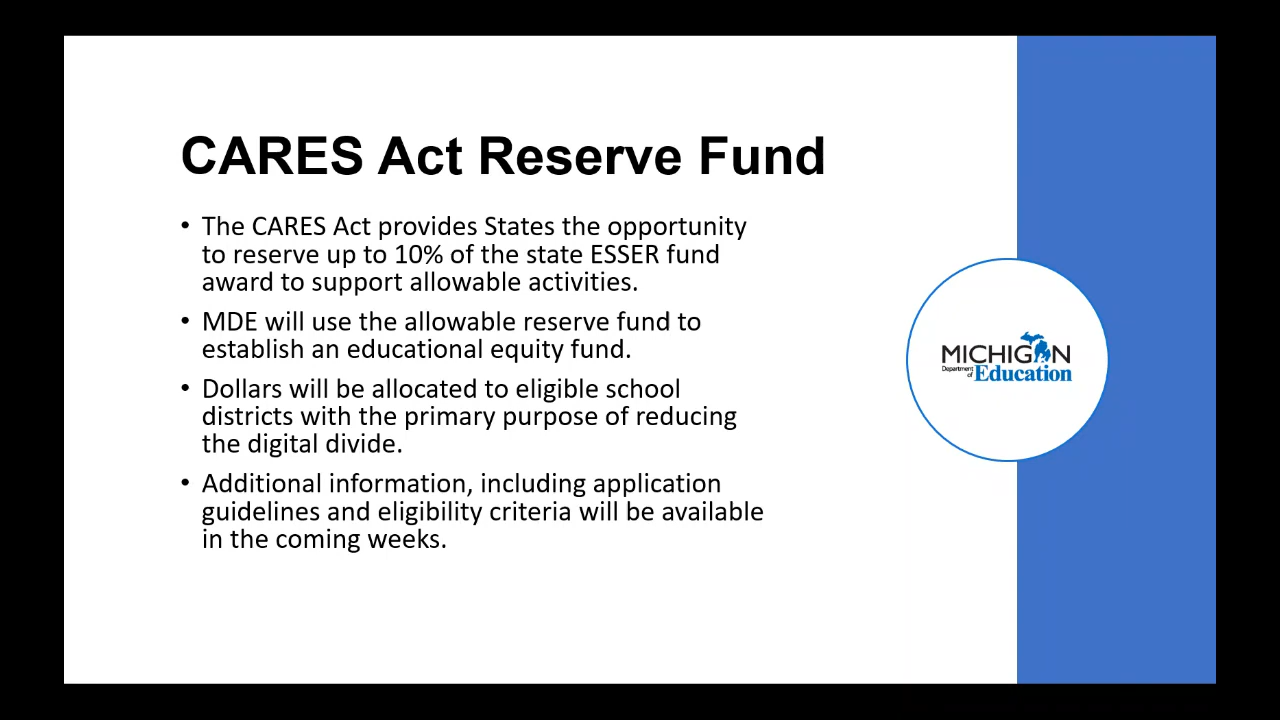 CARES Act Reserve Fund
• The CARES Act provides States the opportunity
to reserve up to 10% of the state ESSER fund
award to support allowable activities.
• MDE will use the allowable reserve fund to
establish an educational equity fund.
• Dollars will be allocated to eligible school
districts with the primary purpose of reducing
the digital divide.
• Additional information, including application
guidelines and eligibility criteria will be available
in the coming weeks.
MICHIGAN
Department
of Education